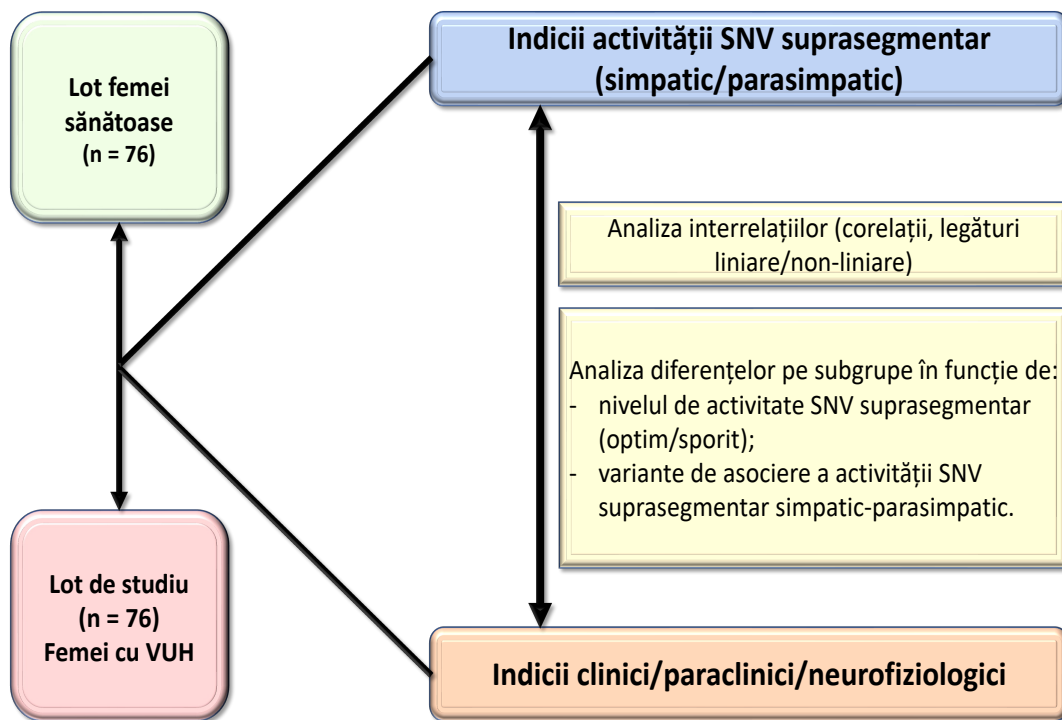 Lot femei
sănătoase
(n = 76)
Indicii activității SNV suprasegmentar
(simpatic/parasimpatic)
Analiza interrelațiilor (corelații, legături
liniare/non-liniare)
Analiza diferențelor pe subgrupe în funcție de:
- nivelul de activitate SNV suprasegmentar
(optim/sporit);
- variante de asociere a activității SNV
suprasegmentar simpatic-parasimpatic.
Lot de studiu
(n = 76)
Femei cu VUH
Indicii clinici/paraclinici/neurofiziologici